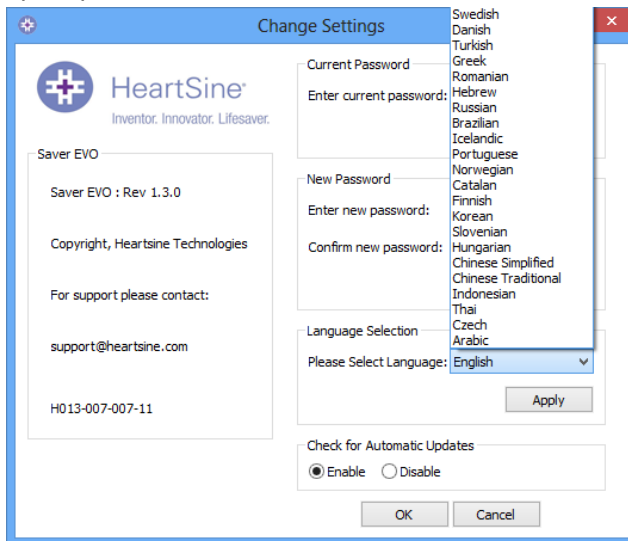 Change Settings
HeartSine®
Inventor. Innovator. Lifesaver.
Saver EVO
Saver EVO : Rev 1.3.0
Copyright, Heartsine Technologies
For support please contact:
support@heartsine.com
H013-007-007-11
Current Password
Enter current password:
New Password
Enter new password:
Confirm new password:
Swedish
Danish
Turkish
Greek
Romanian
Hebrew
Russian
Brazilian
Icelandic
Portuguese
Norwegian
Catalan
Finnish
Korean
Slovenian
Hungarian
Chinese Simplified
Chinese Traditional
Indonesian
Thai
Czech
Arabic
Language Selection
Please Select Language: English
Apply
Check for Automatic Updates
Enable Disable
OK Cancel